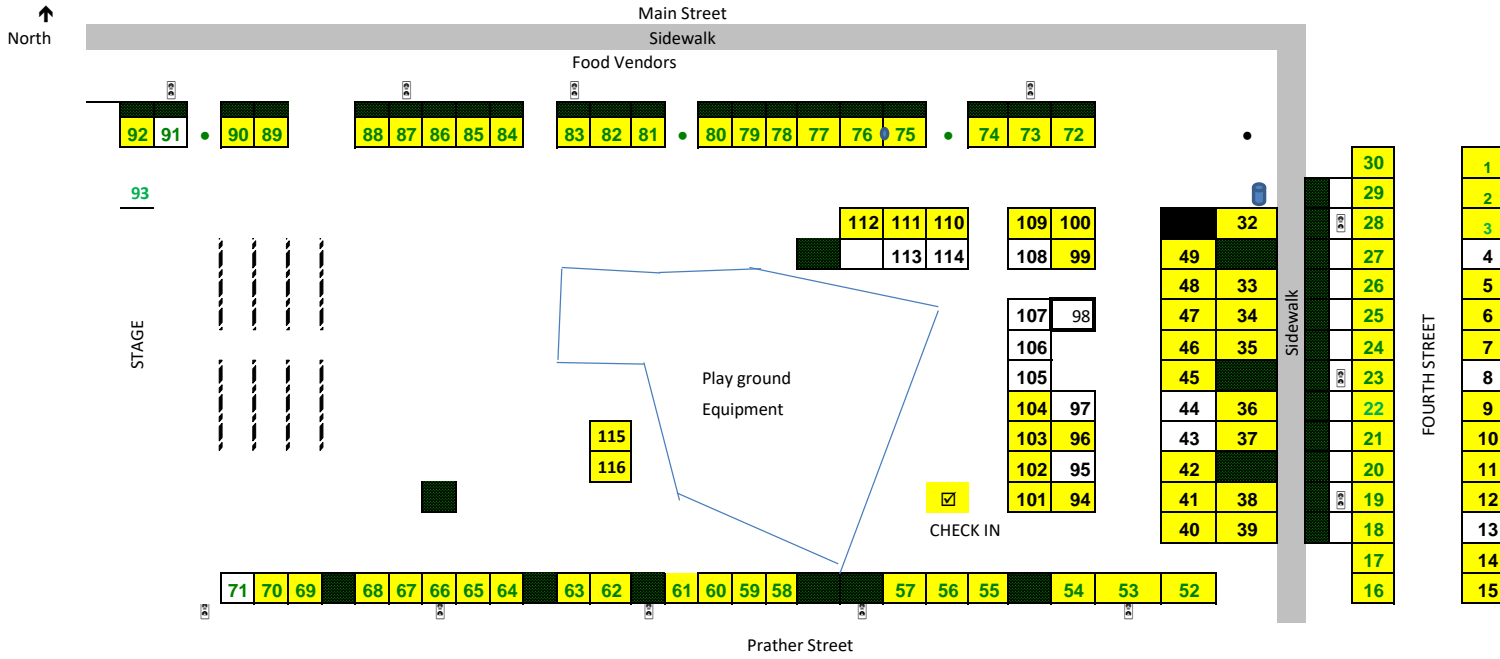 Main Street
North
Sidewalk
Food Vendors
92 91 90 89 88 87 86 85 84 83 82 81 80 79 78 77 76 75 74 73 72
30 1
93 29 2
112 111 110 109 100 32 28 3
113 114 108 99 49 27 4
48 33 26 5
107 98 47 34 25 6
106 46 35 24 7
105 45 23 8
104 97 44 36 22 9
115 103 96 43 37 21 10
116 102 95 42 20 11
101 94 41 38 19 12
40 39 18 13
17 14
71 70 69 68 67 66 65 64 63 62 61 60 59 58 57 56 55 54 53 52 16 15
STAGE
Play ground
Equipment
CHECK IN
Sidewalk
FOURTH STREET
Prather Street